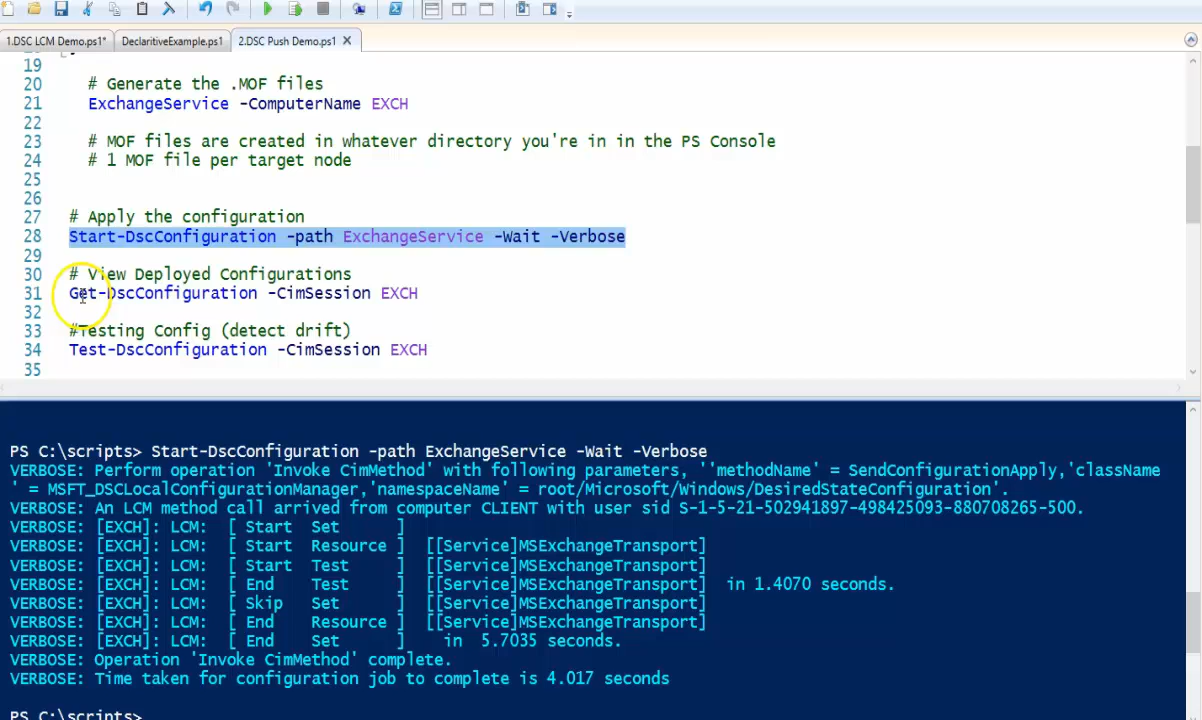 1.DSC LCM Demo.ps1* DeclaritiveExample.ps1 2.DSC Push Demo.ps1
19
20 # Generate the .MOF files
21 ExchangeService -ComputerName EXCH
22
23 # MOF files are created in whatever directory you're in in the PS Console
24 # 1 MOF file per target node
25
26
27 # Apply the configuration
28 Start-DscConfiguration -path ExchangeService -Wait -Verbose
29
30 # View Deployed Configurations
31 Get-DscConfiguration -CimSession EXCH
32
33 #Testing Config (detect drift)
34 Test-DscConfiguration -CimSession EXCH
35
PS C:\scripts> Start-DscConfiguration -path ExchangeService -Wait -Verbose
VERBOSE: Perform operation 'Invoke CimMethod' with following parameters, ''methodName' = SendConfigurationApply,'className
' = MSFT_DSCLocalConfigurationManager,'namespaceName' = root/Microsoft/Windows/DesiredStateConfiguration'.
VERBOSE: An LCM method call arrived from computer CLIENT with user sid S-1-5-21-502941897-498425093-880708265-500.
VERBOSE: [EXCH]: LCM: [ Start Set ]
VERBOSE: [EXCH]: LCM: [ Start Resource ] [[Service]MSExchangeTransport]
VERBOSE: [EXCH]: LCM: [ Start Test ] [[Service]MSExchangeTransport]
VERBOSE: [EXCH]: LCM: [ End Test ] [[Service]MSExchangeTransport] in 1.4070 seconds.
VERBOSE: [EXCH]: LCM: [ Skip Set ] [[Service]MSExchangeTransport]
VERBOSE: [EXCH]: LCM: [ End Resource ] [[Service]MSExchangeTransport]
VERBOSE: [EXCH]: LCM: [ End Set ] in 5.7035 seconds.
VERBOSE: Operation 'Invoke CimMethod' complete.
VERBOSE: Time taken for configuration job to complete is 4.017 seconds
PS C:\scripts>